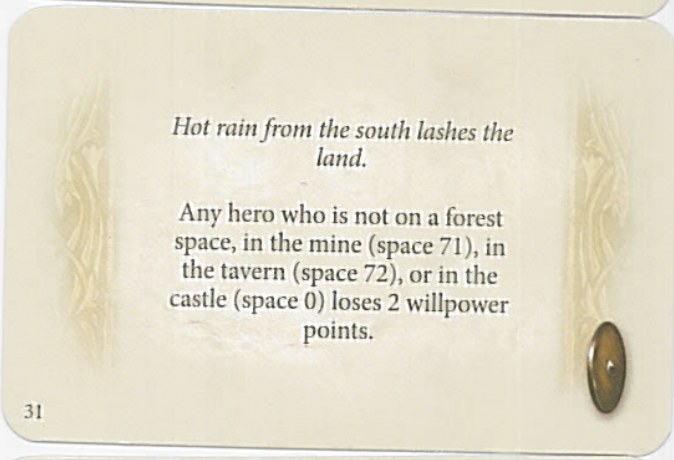 Hot rain from the south lashes the
land.
Any hero who is not on a forest
space, in the mine (space 71), in
the tavern (space 72), or in the
castle (space 0) loses 2 willpower
points.
31